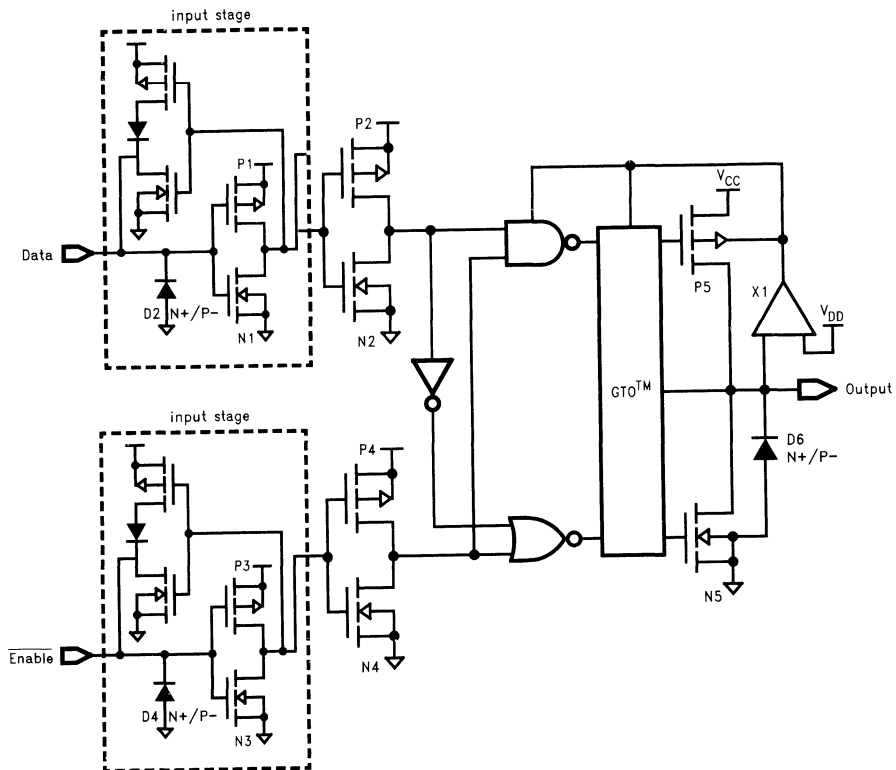 input stage
P1
P2
Data
D2 N+/P-
N1
N2
VCC
P5
X1
VDD
GTO™
Output
D6
N+/P-
N5
input stage
P3
P4
Enable
D4 N+/P-
N3
N4